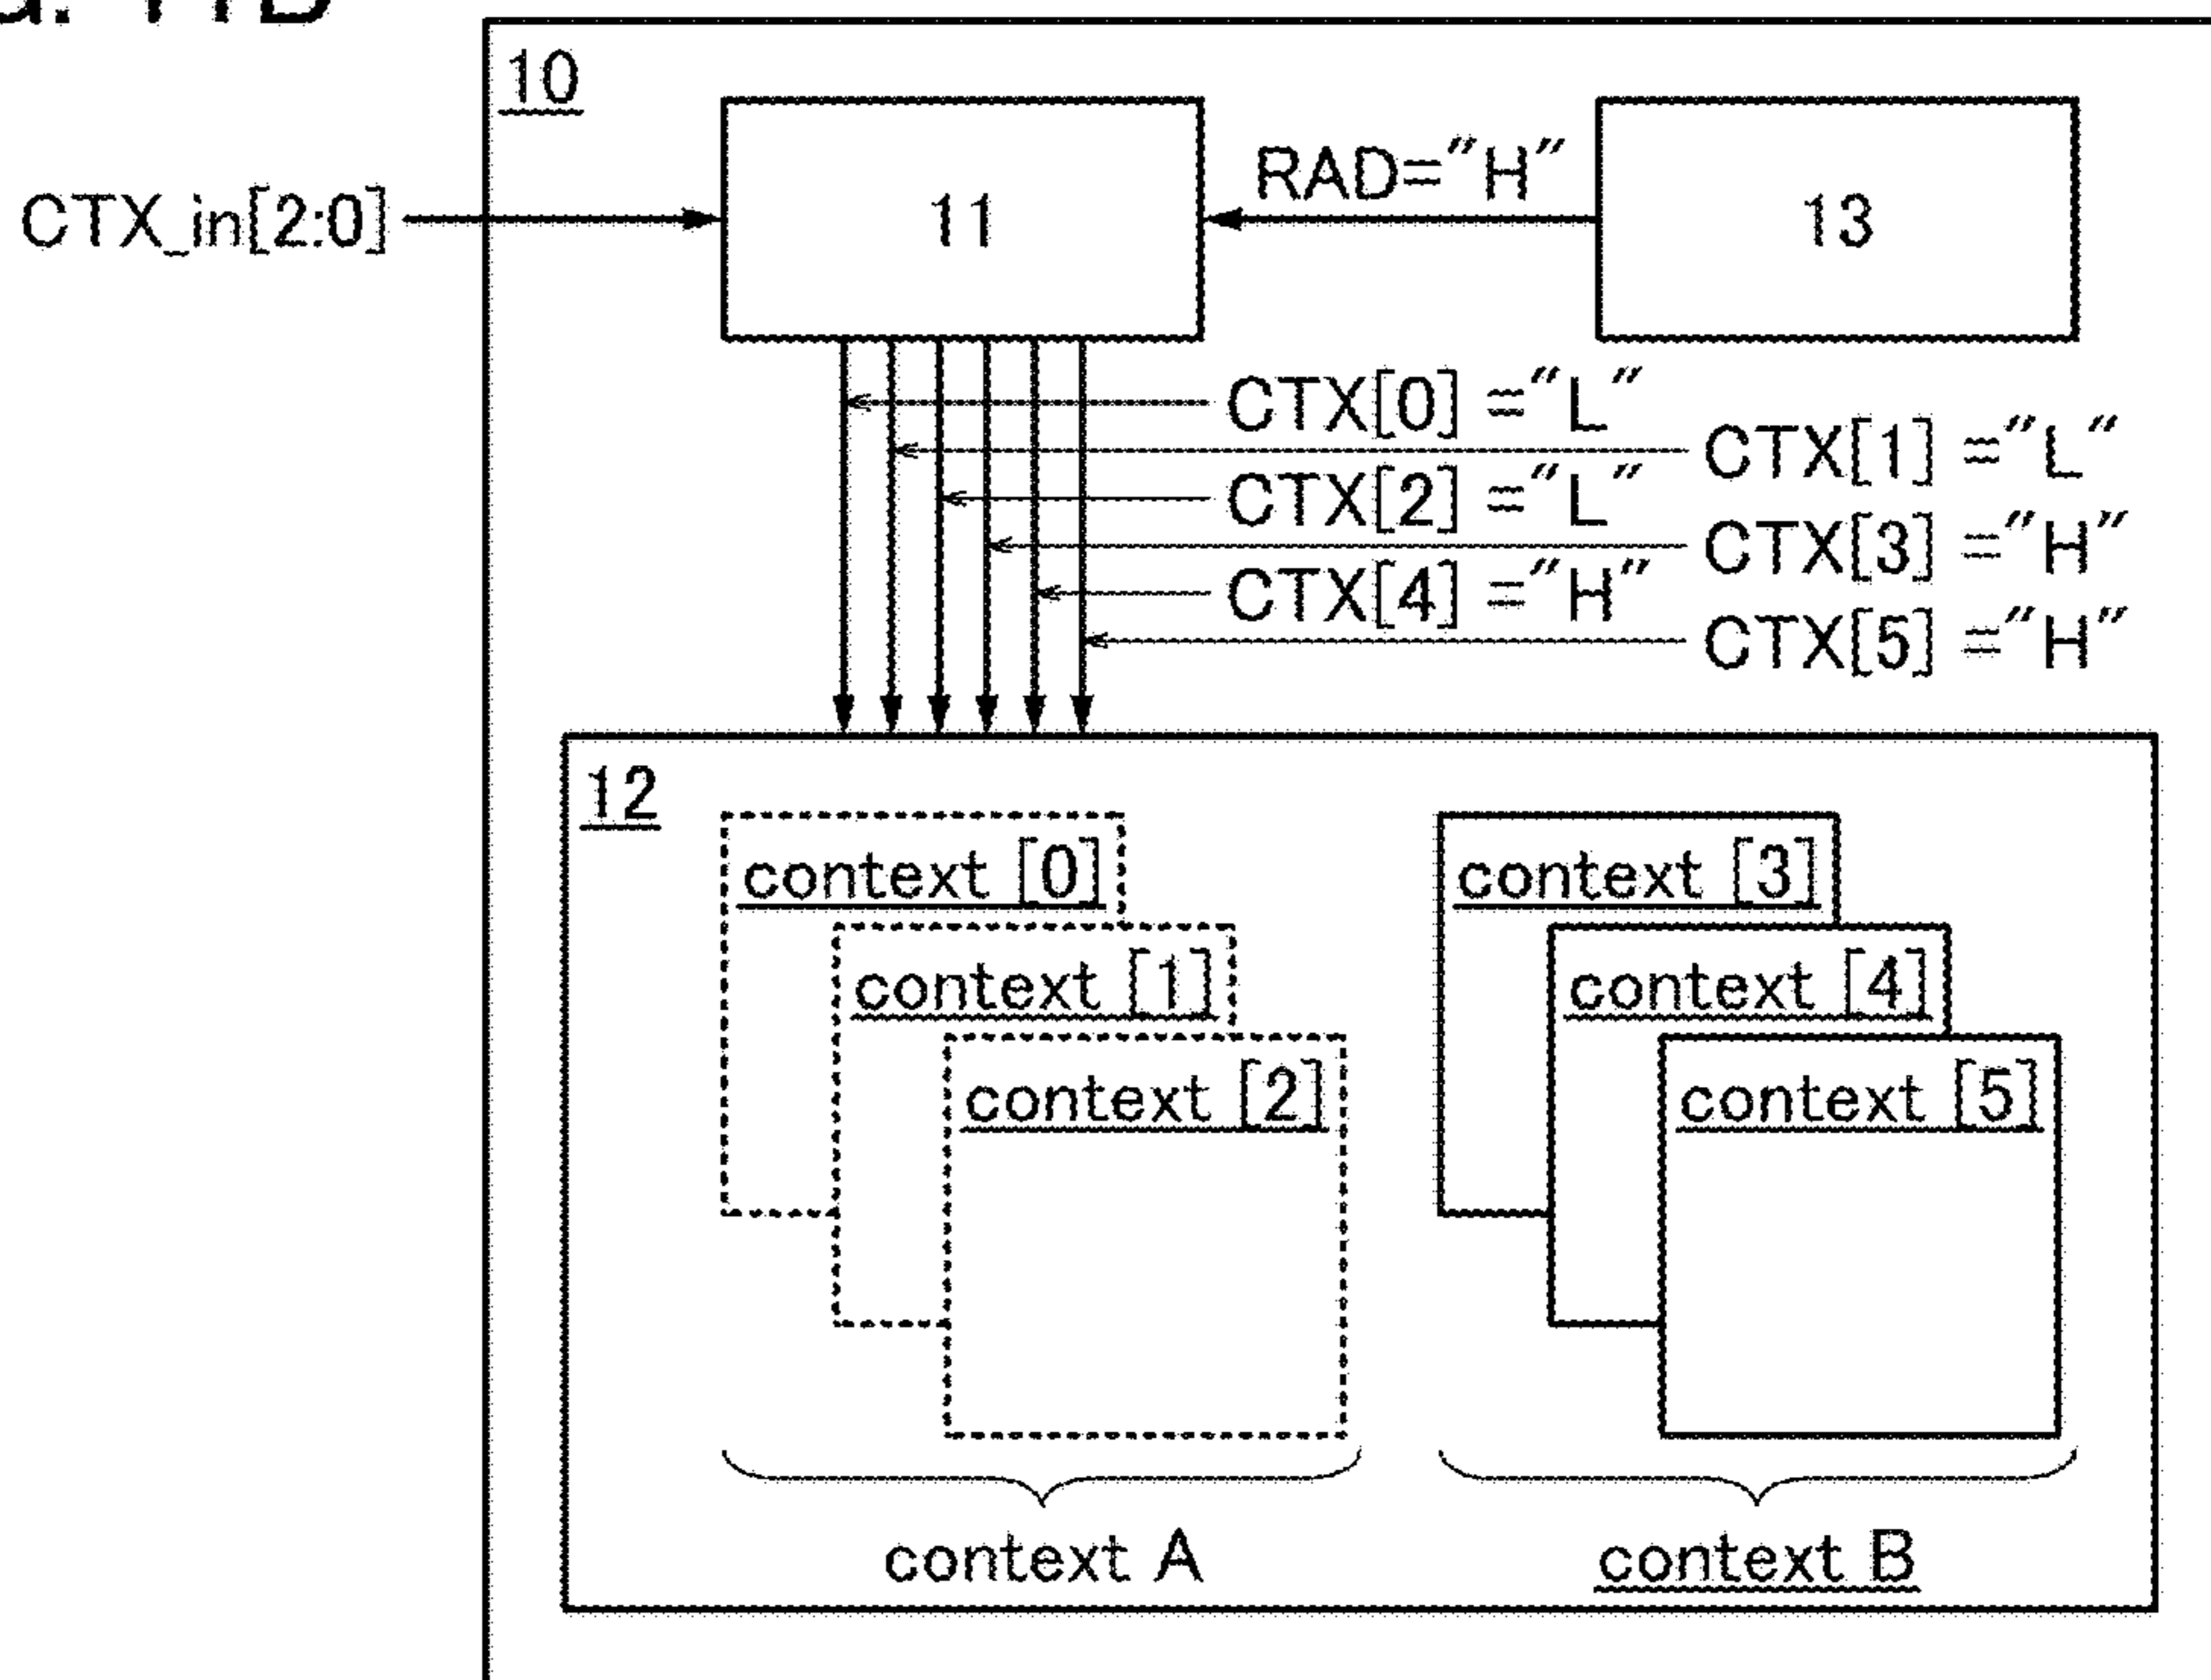 10
CTX_in[2:0]
11
RAD="H"
13
CTX[0] ="L"
CTX[1] ="L"
CTX[2] ="L"
CTX[3] ="H"
CTX[4] ="H"
CTX[5] ="H"
12
context [0]
context [3]
context [1]
context [4]
context [2]
context [5]
context A
context B